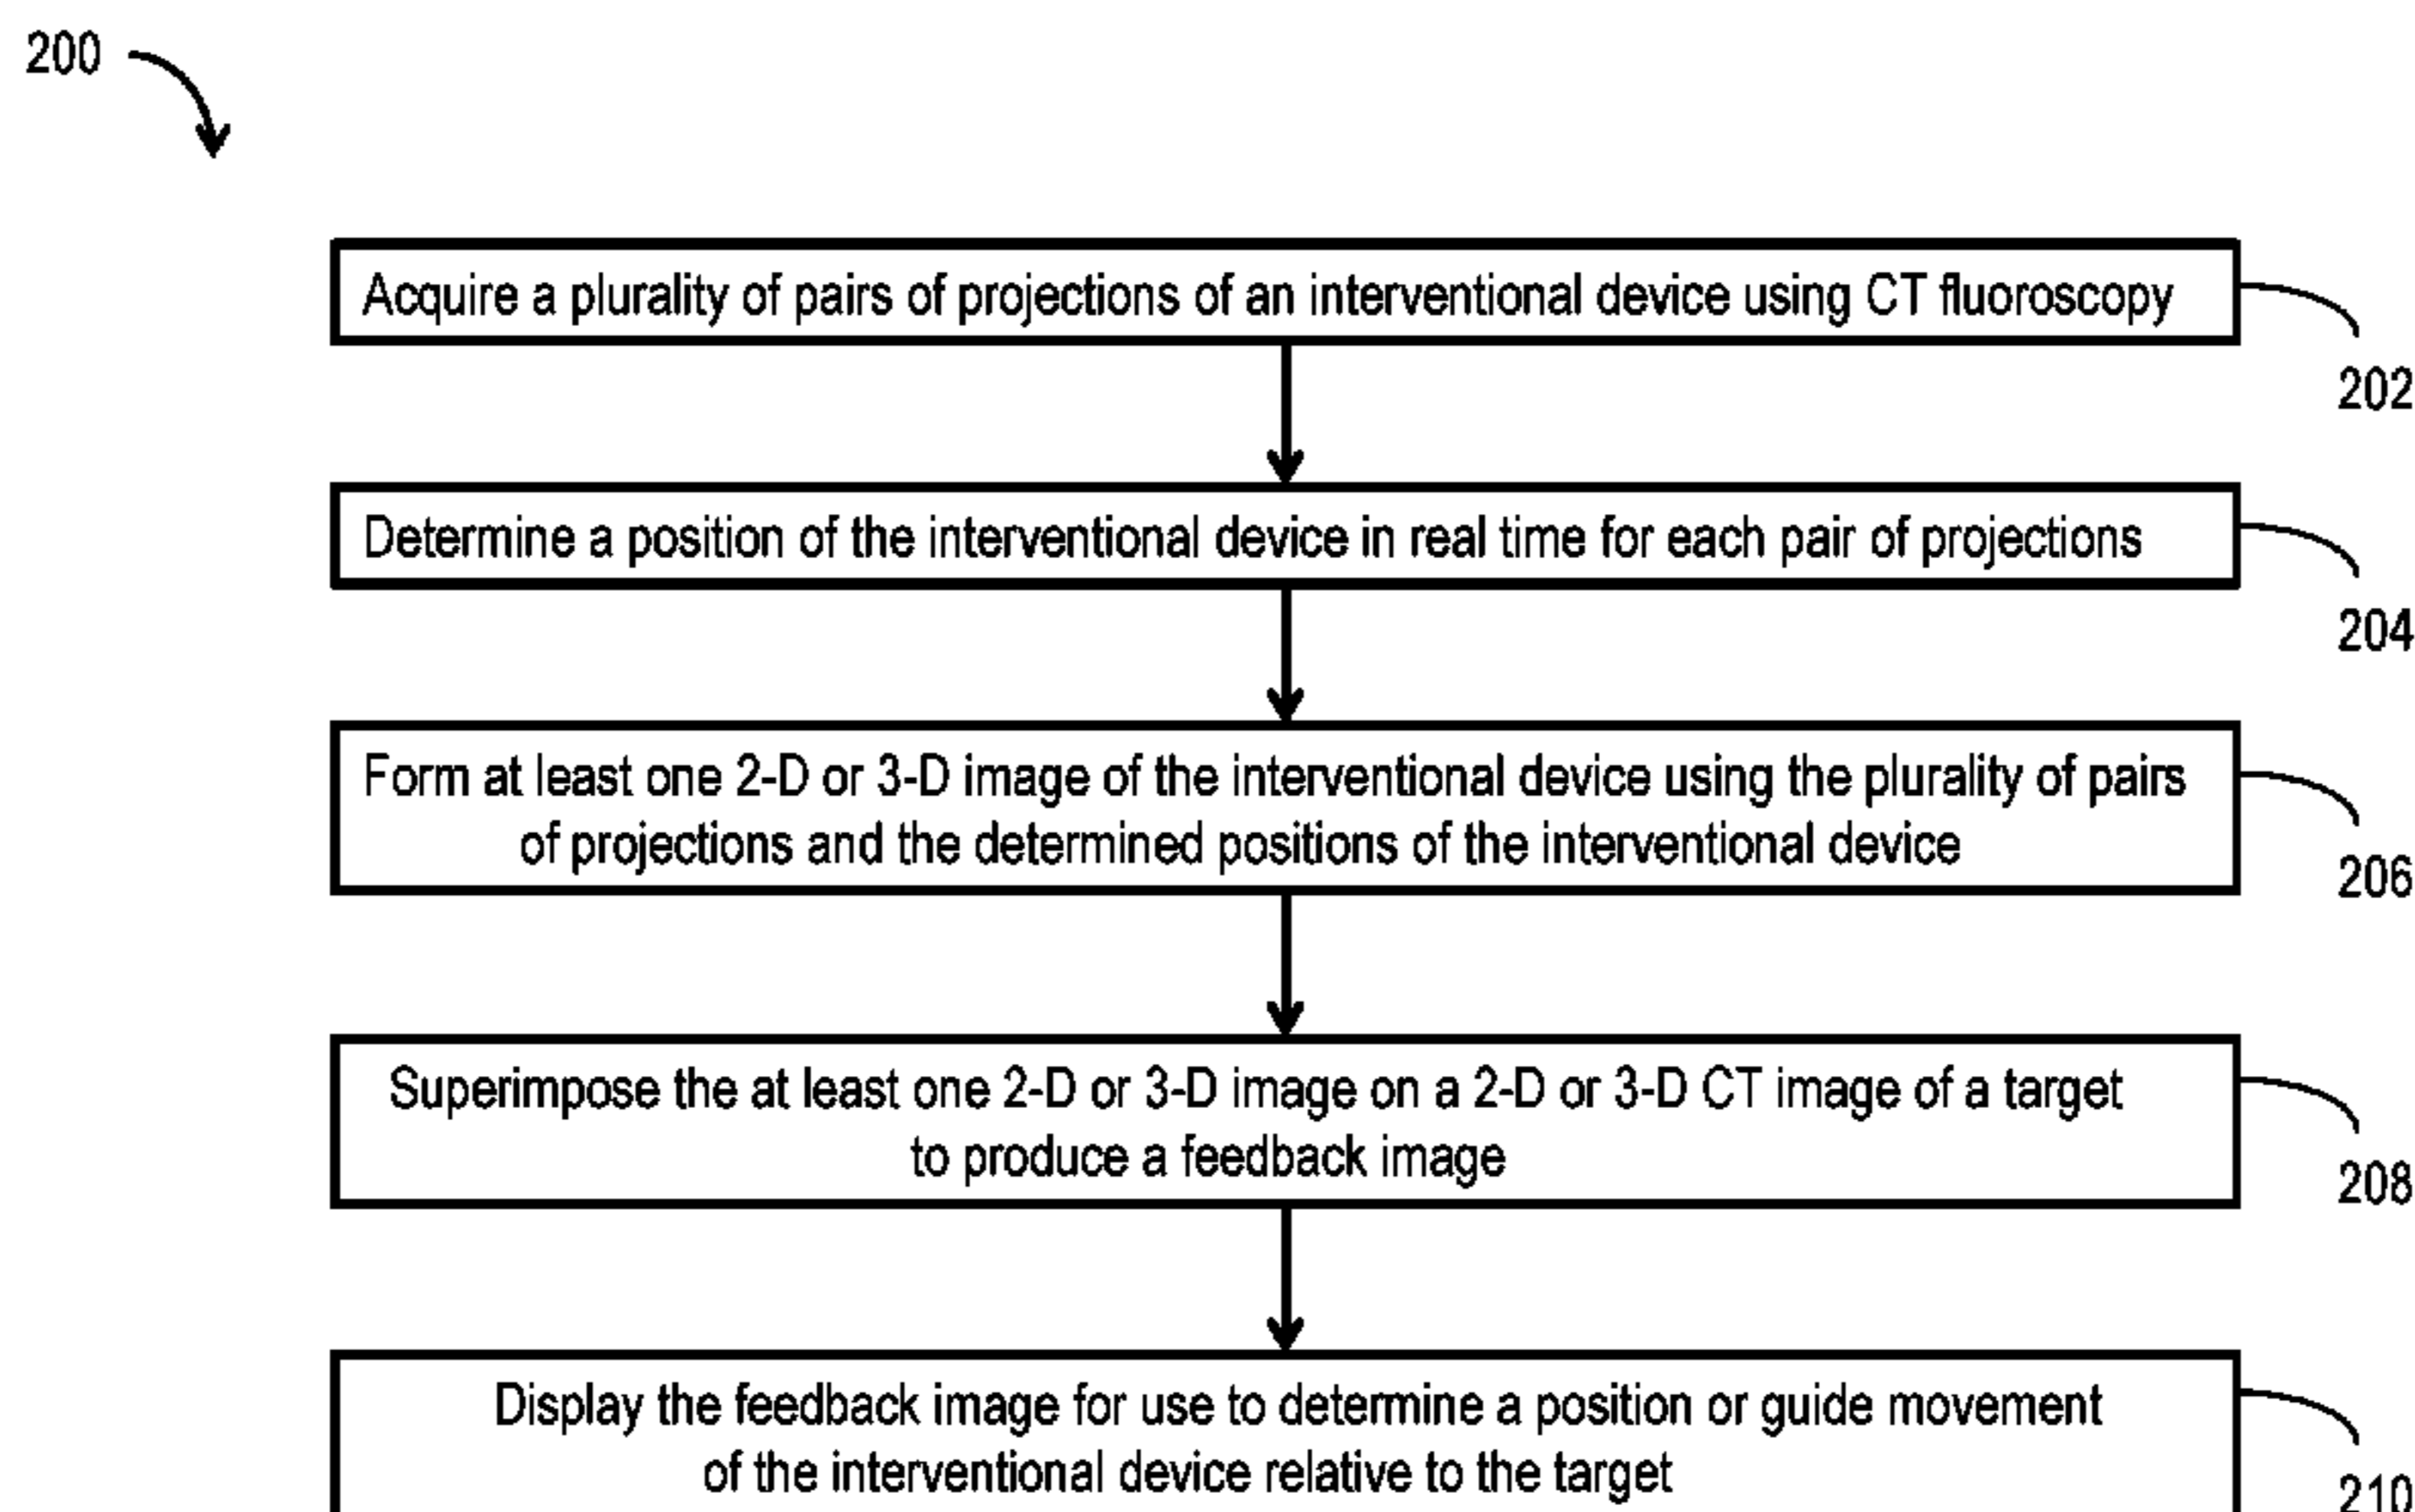 200
Acquire a plurality of pairs of projections of an interventional device using CT fluoroscopy
202
Determine a position of the interventional device in real time for each pair of projections
204
Form at least one 2-D or 3-D image of the interventional device using the plurality of pairs
of projections and the determined positions of the interventional device
206
Superimpose the at least one 2-D or 3-D image on a 2-D or 3-D CT image of a target
to produce a feedback image
208
Display the feedback image for use to determine a position or guide movement
of the interventional device relative to the target
210